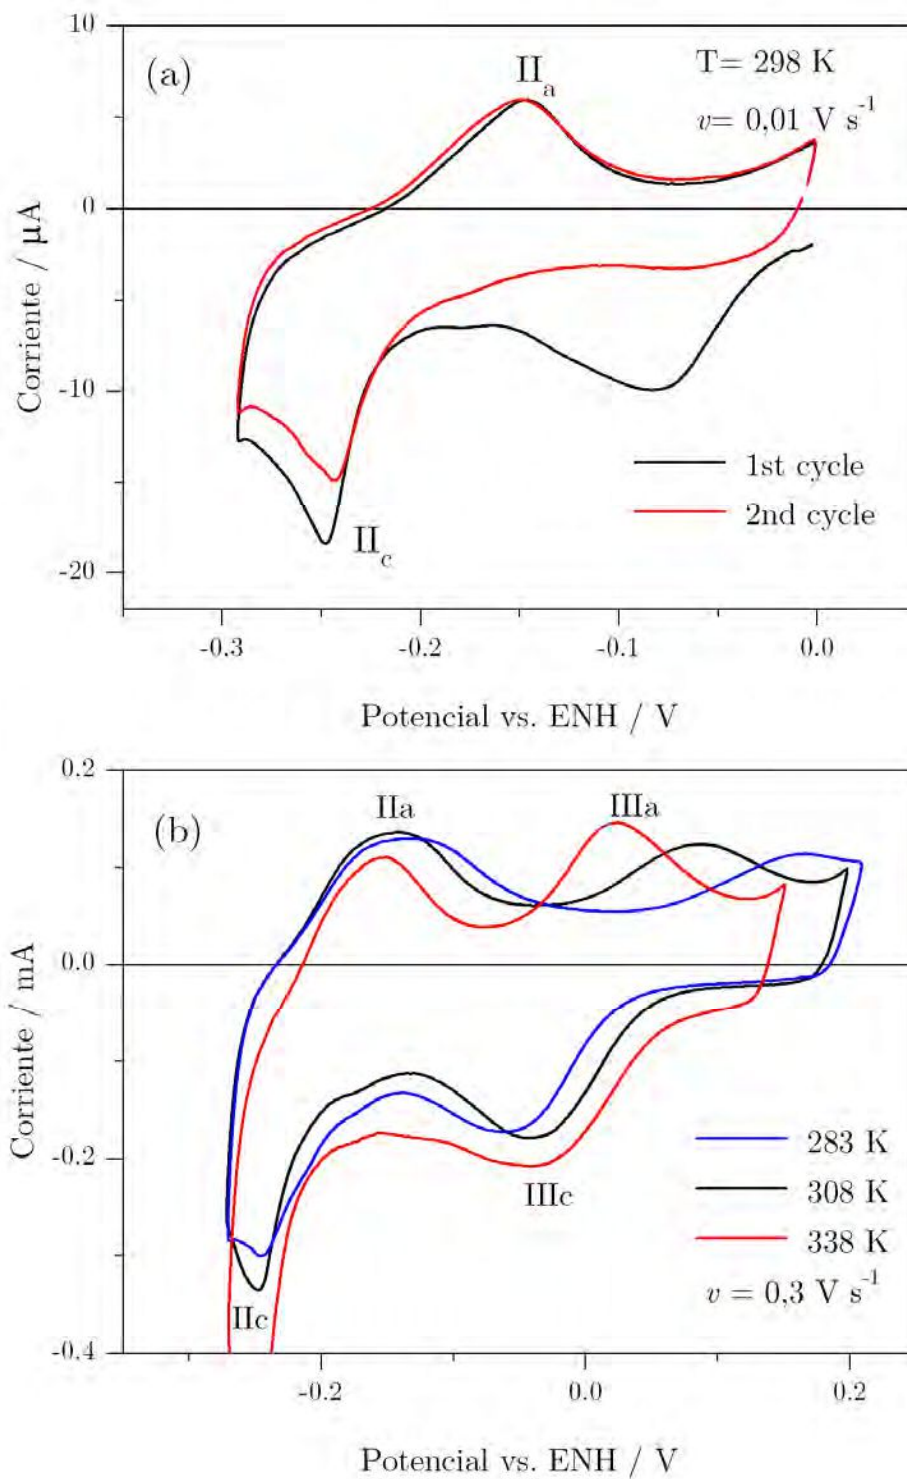 (a)
II_a
T= 298 K
v= 0,01 V s^-1
10
0
-10
-20
Corriente / µA
1st cycle
2nd cycle
II_c
-0.3
-0.2
-0.1
0.0
Potencial vs. ENH / V
(b)
IIa
IIIa
0.2
0.0
-0.2
-0.4
Corriente / mA
IIIc
IIc
283 K
308 K
338 K
v = 0,3 V s^-1
-0.2
0.0
0.2
Potencial vs. ENH / V